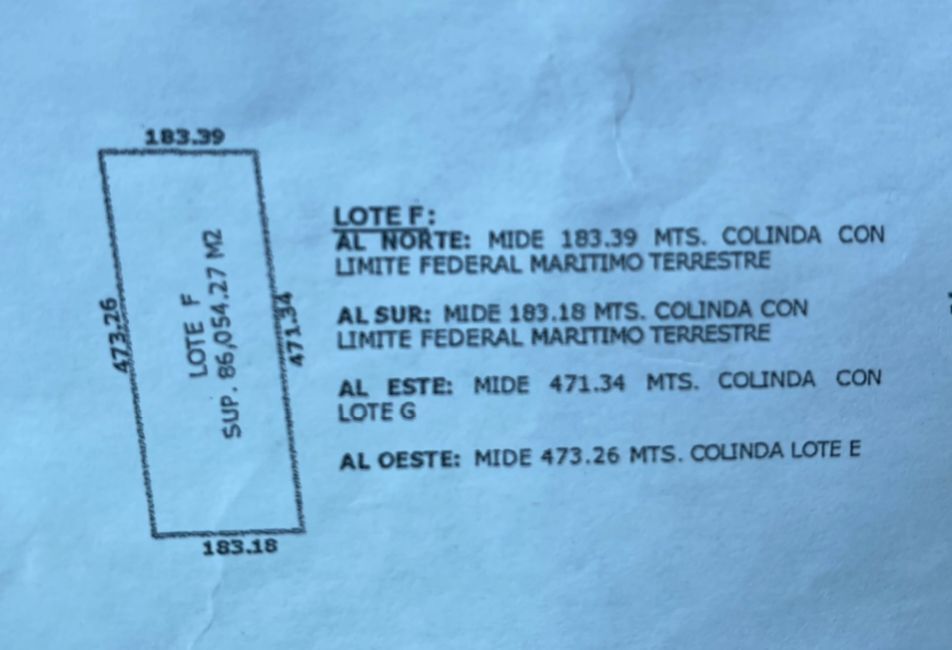 183.39
473.26
LOTE F
SUP. 86,054.27 M2
471.34
183.18
LOTE F:
AL NORTE: MIDE 183.39 MTS. COLINDA CON
LIMITE FEDERAL MARITIMO TERRESTRE
AL SUR: MIDE 183.18 MTS. COLINDA CON
LIMITE FEDERAL MARITIMO TERRESTRE
AL ESTE: MIDE 471.34 MTS. COLINDA CON
LOTE G
AL OESTE: MIDE 473.26 MTS. COLINDA LOTE E